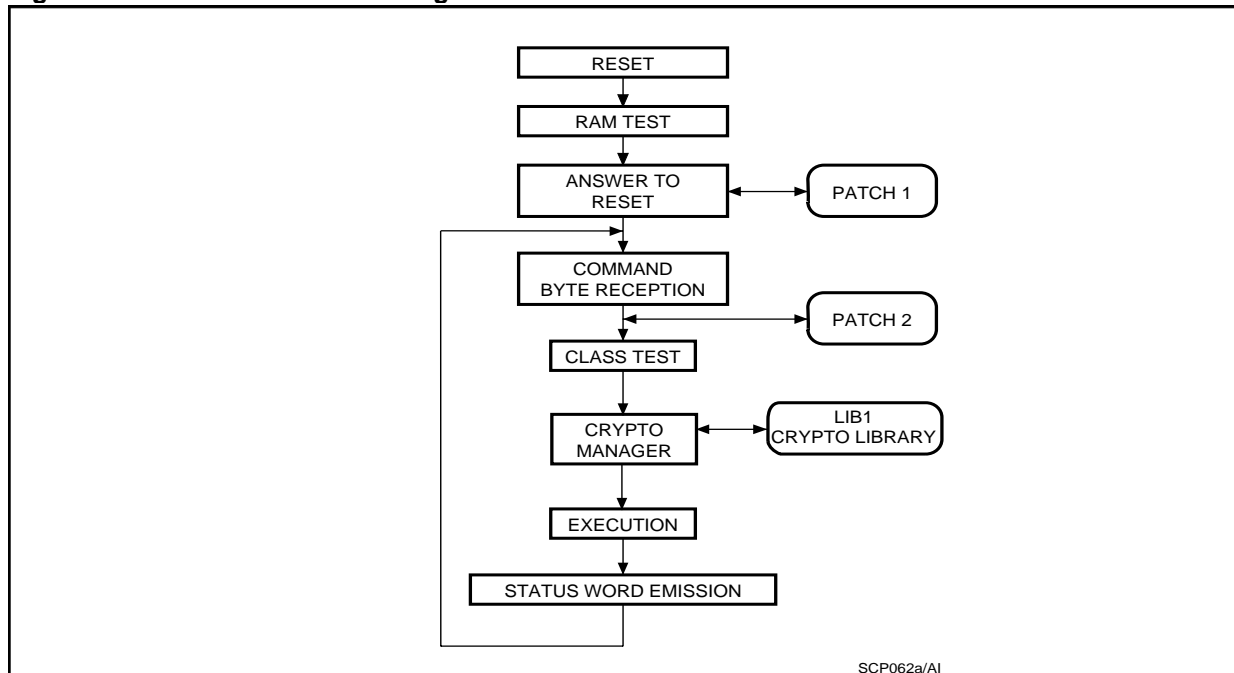 RESET
RAM TEST
ANSWER TO
RESET
PATCH 1
COMMAND
BYTE RECEPTION
PATCH 2
CLASS TEST
LIB1
CRYPTO LIBRARY
CRYPTO
MANAGER
EXECUTION
STATUS WORD EMISSION
SCP062a/AI